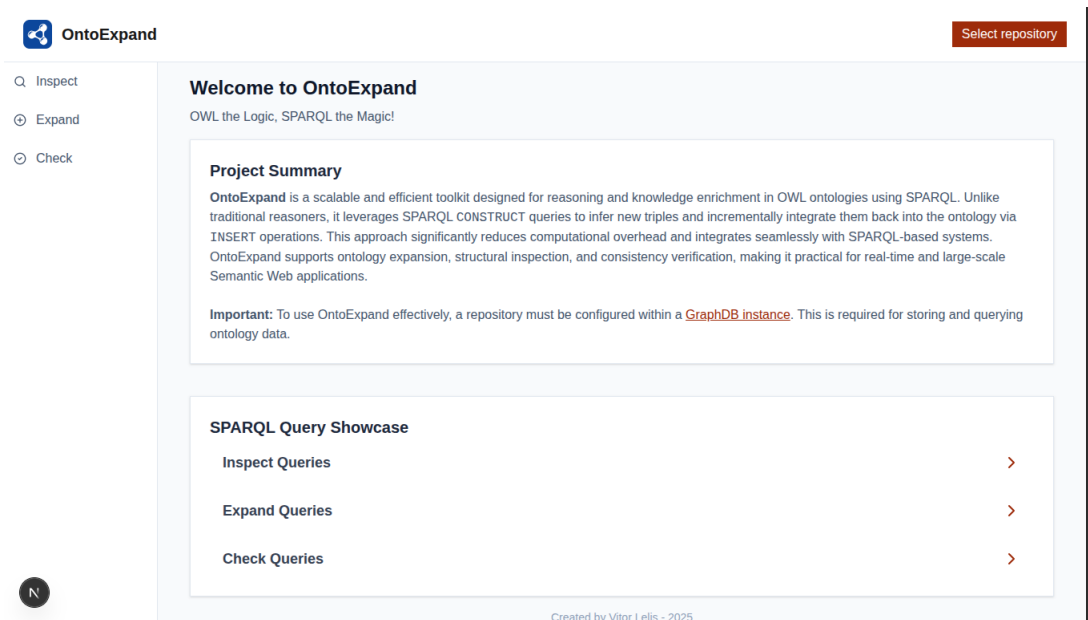 OntoExpand
Select repository
Inspect
Expand
Check
Welcome to OntoExpand
OWL the Logic, SPARQL the Magic!
Project Summary
OntoExpand is a scalable and efficient toolkit designed for reasoning and knowledge enrichment in OWL ontologies using SPARQL. Unlike
traditional reasoners, it leverages SPARQL CONSTRUCT queries to infer new triples and incrementally integrate them back into the ontology via
INSERT operations. This approach significantly reduces computational overhead and integrates seamlessly with SPARQL-based systems.
OntoExpand supports ontology expansion, structural inspection, and consistency verification, making it practical for real-time and large-scale
Semantic Web applications.
Important: To use OntoExpand effectively, a repository must be configured within a GraphDB instance. This is required for storing and querying
ontology data.
SPARQL Query Showcase
Inspect Queries
Expand Queries
Check Queries
N
Created by Vitor Lelis - 2025